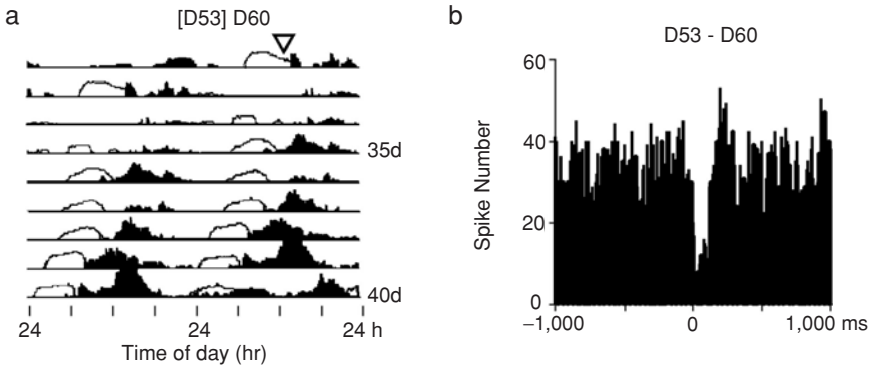 a
[D53] D60
35d
40d
24 24 24 h
Time of day (hr)
b
D53 - D60
60
40
20
0
Spike Number
–1,000 0 1,000 ms